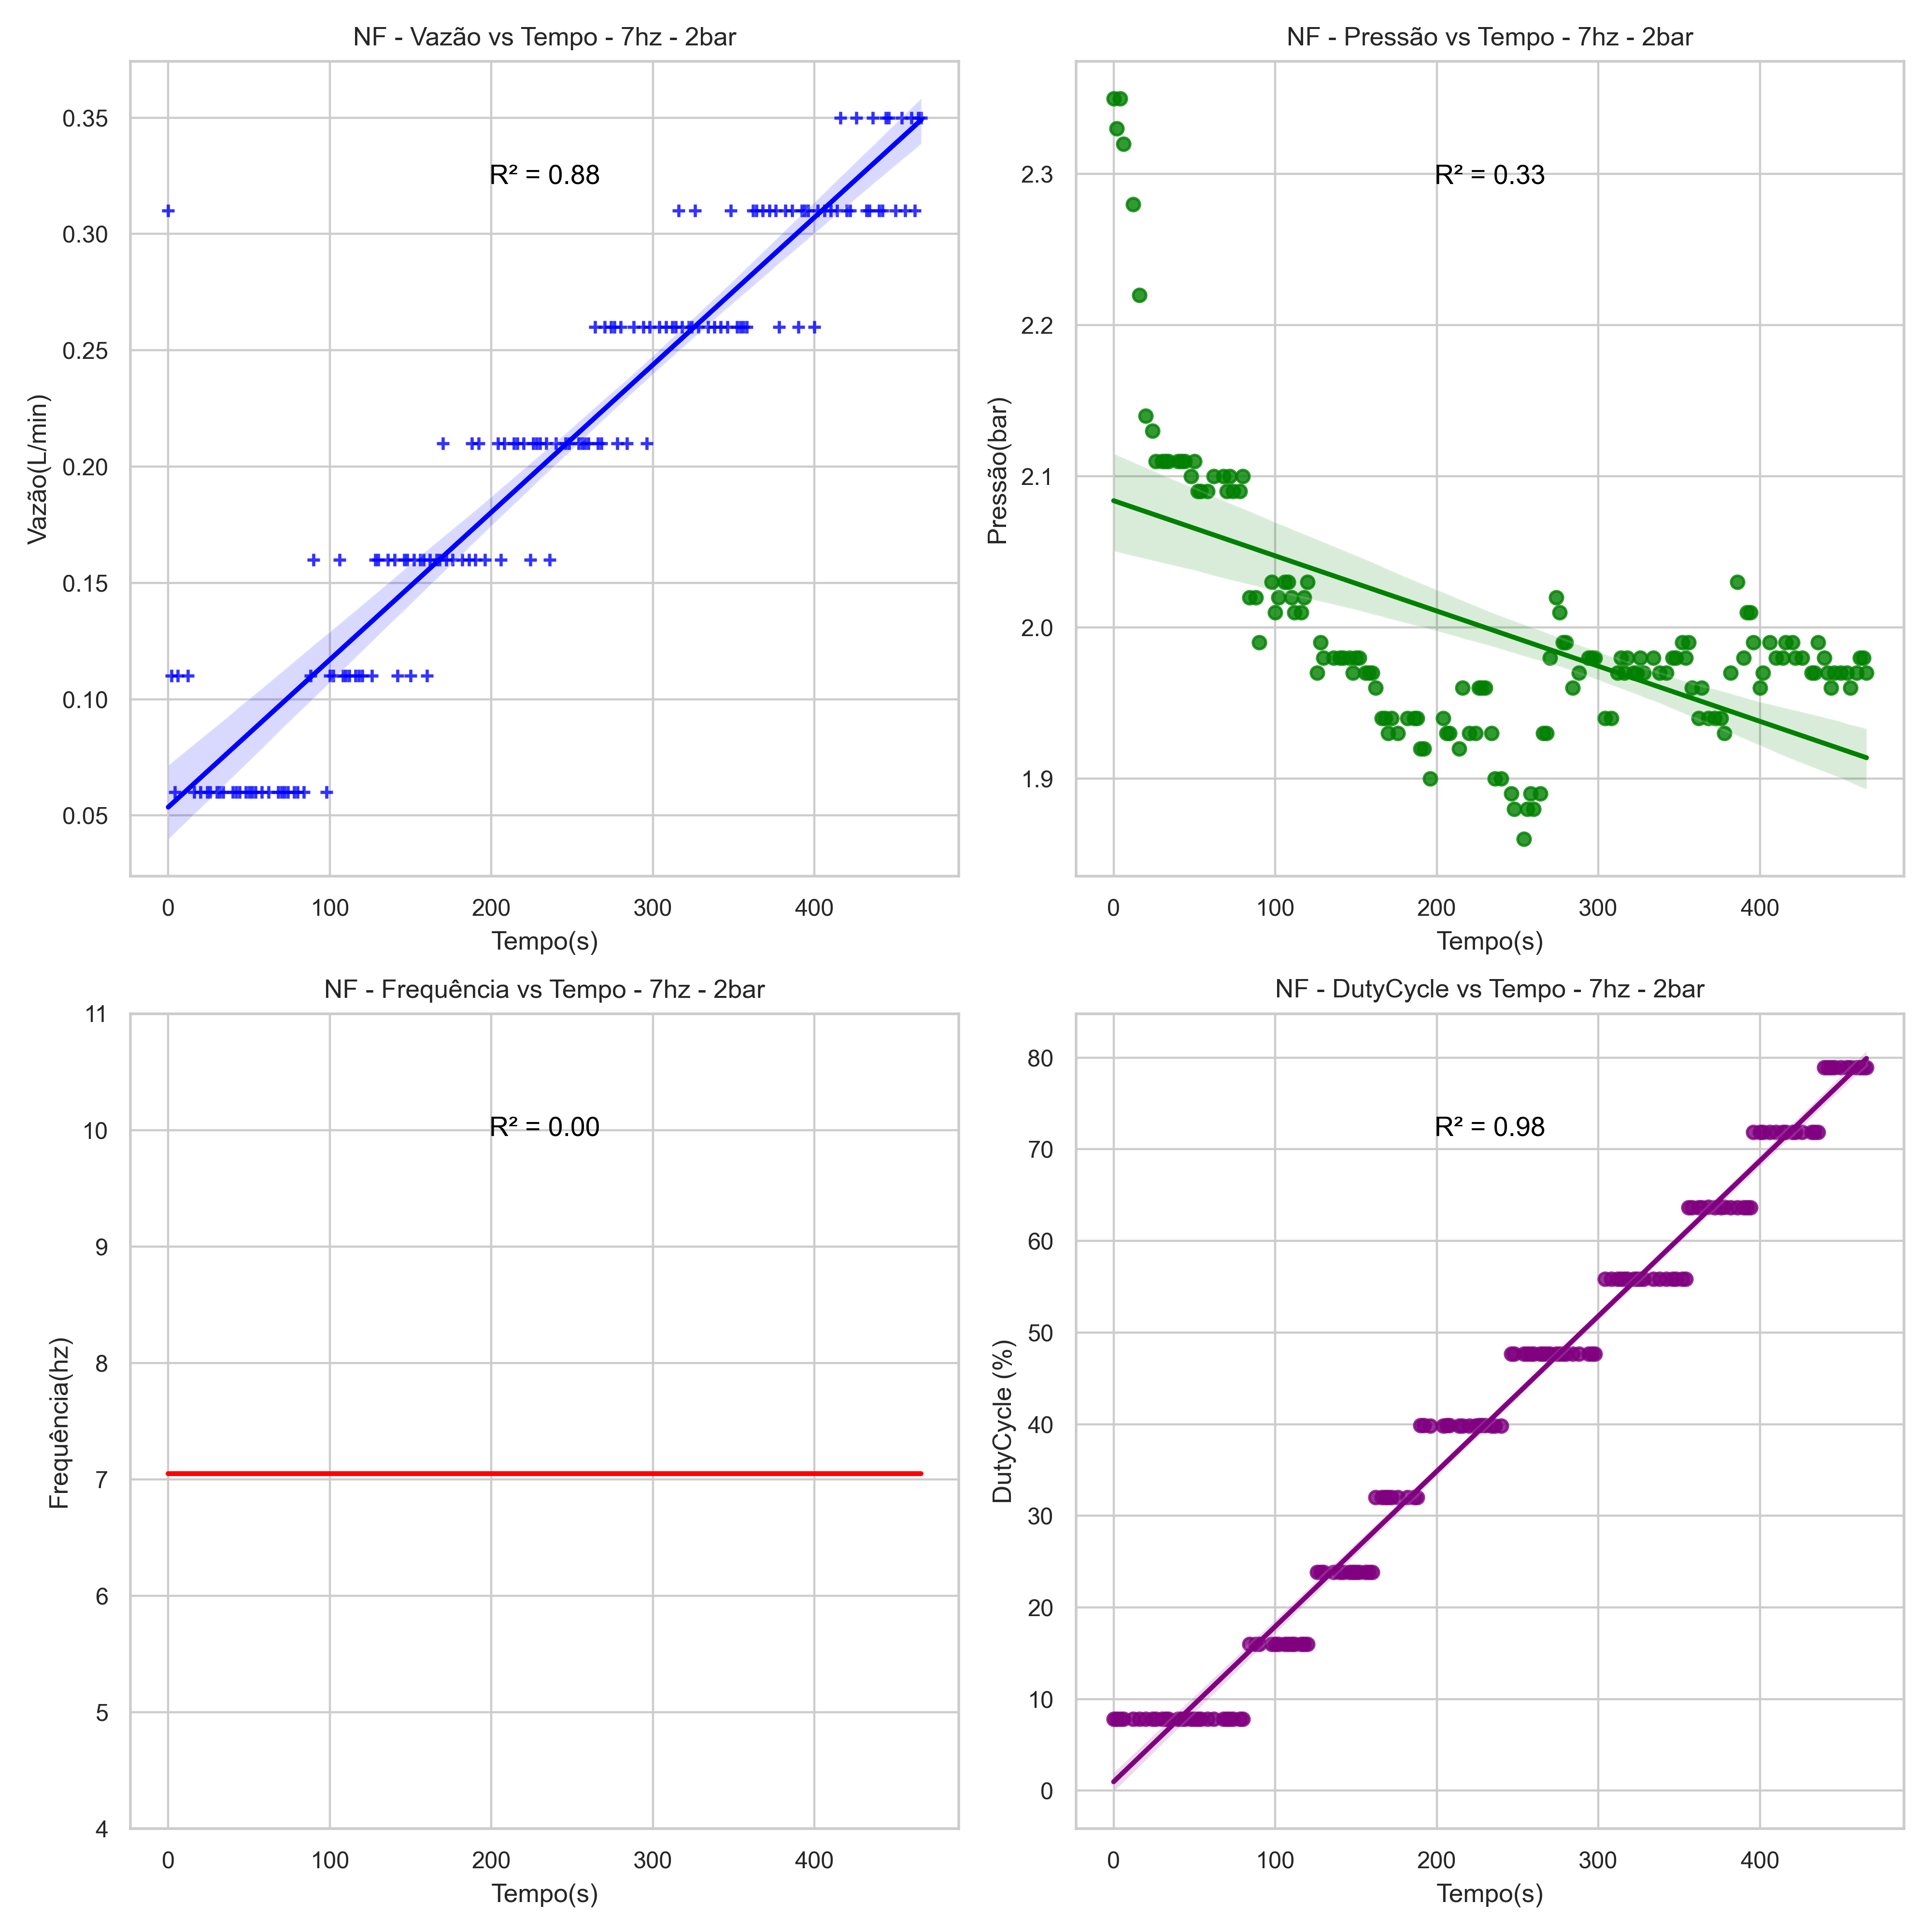 NF - Vazão vs Tempo - 7hz - 2bar
R² = 0.88
0.35
0.30
0.25
0.20
0.15
0.10
0.05
Vazão(L/min)
0 100 200 300 400
Tempo(s)
NF - Pressão vs Tempo - 7hz - 2bar
R² = 0.33
2.3
2.2
2.1
2.0
1.9
Pressão(bar)
0 100 200 300 400
Tempo(s)
NF - Frequência vs Tempo - 7hz - 2bar
R² = 0.00
11
10
9
8
7
6
5
4
Frequência(hz)
0 100 200 300 400
Tempo(s)
NF - DutyCycle vs Tempo - 7hz - 2bar
R² = 0.98
80
70
60
50
40
30
20
10
0
DutyCycle (%)
0 100 200 300 400
Tempo(s)